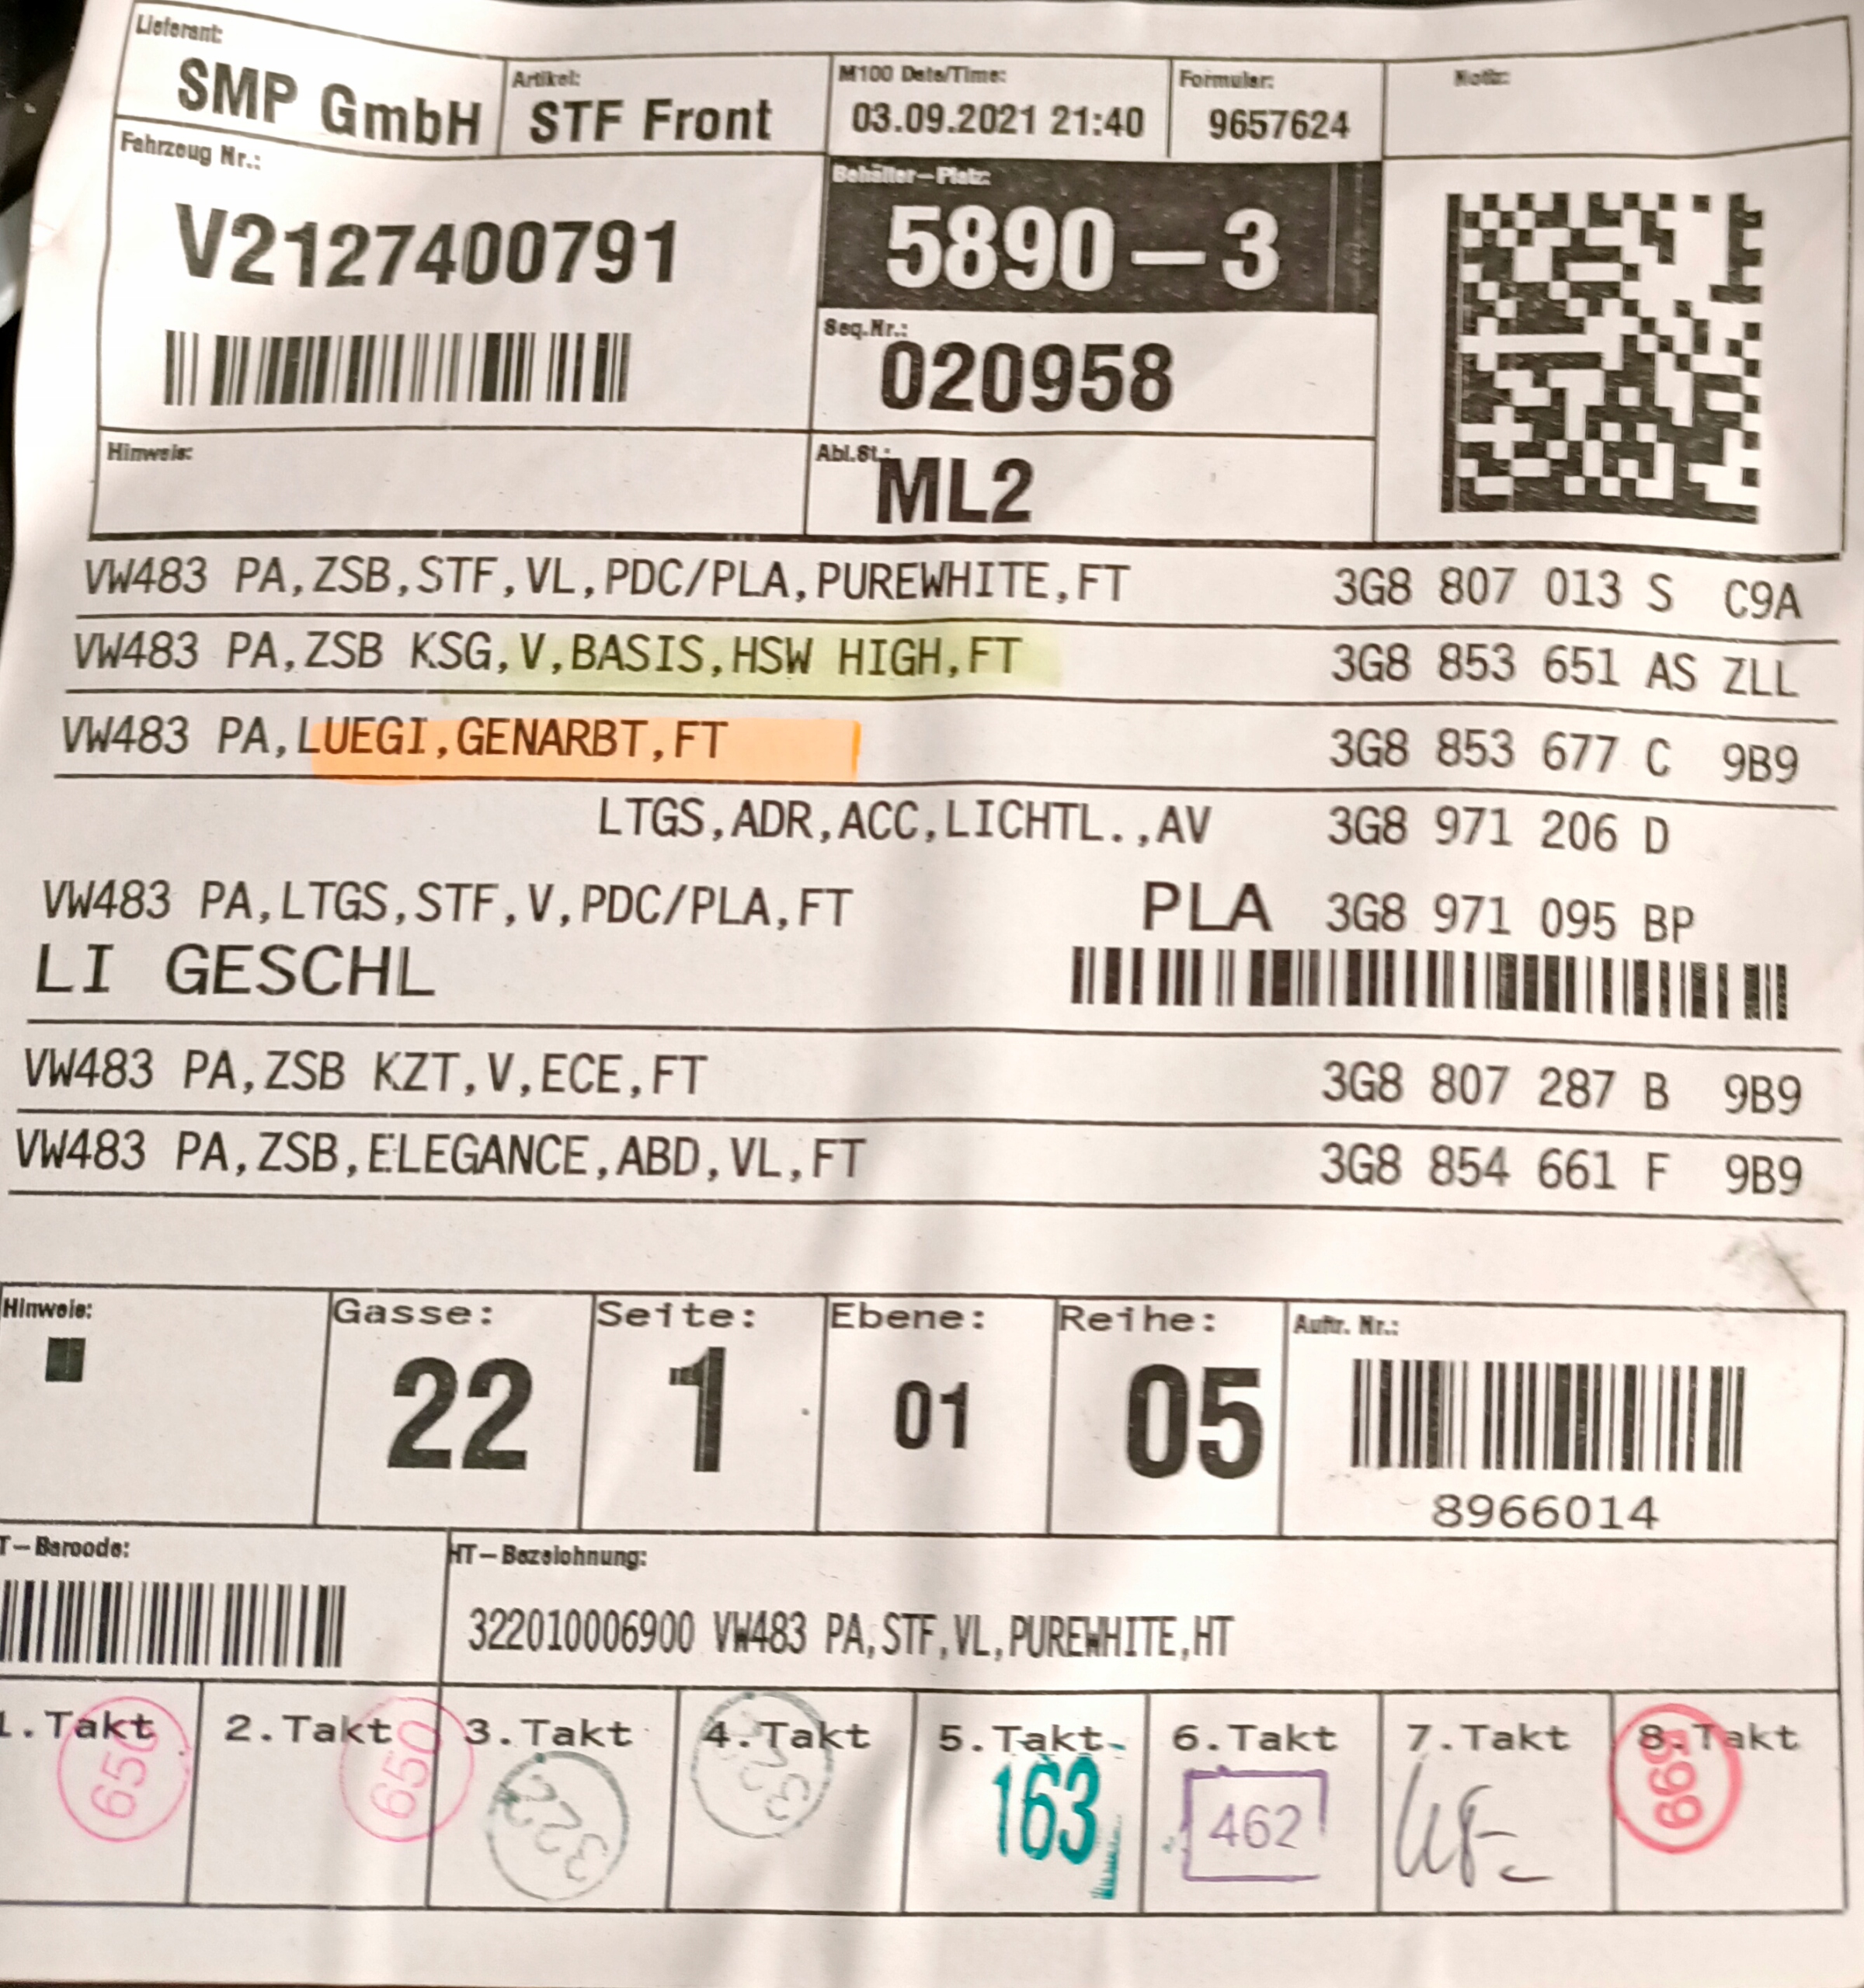 Lieferant:
SMP GmbH
Artikel:
STF Front
M100 Date/Time:
03.09.2021 21:40
Formular:
9657624
Notiz:
Fahrzeug Nr.:
V2127400791
Behälter-Platz:
5890-3
Seq.Nr.:
020958
Hinweis:
Abl.St.:
ML2
VW483 PA,ZSB,STF,VL,PDC/PLA,PUREWHITE,FT 3G8 807 013 S C9A
VW483 PA,ZSB KSG,V,BASIS,HSW HIGH,FT 3G8 853 651 AS ZLL
VW483 PA,LUEGI,GENARBT,FT 3G8 853 677 C 9B9
LTGS,ADR,ACC,LICHTL.,AV 3G8 971 206 D
VW483 PA,LTGS,STF,V,PDC/PLA,FT PLA 3G8 971 095 BP
LI GESCHL
VW483 PA,ZSB KZT,V,ECE,FT 3G8 807 287 B 9B9
VW483 PA,ZSB,ELEGANCE,ABD,VL,FT 3G8 854 661 F 9B9
Hinweis:
Gasse:
22
Seite:
1
Ebene:
01
Reihe:
05
Auftr. Nr.:
8966014
T-Barcode:
HT-Bezeichnung:
322010006900 VW483 PA,STF,VL,PUREWHITE,HT
1.Takt 2.Takt 3.Takt 4.Takt 5.Takt 6.Takt 7.Takt 8.Takt
650 650 322 322 163 462 699